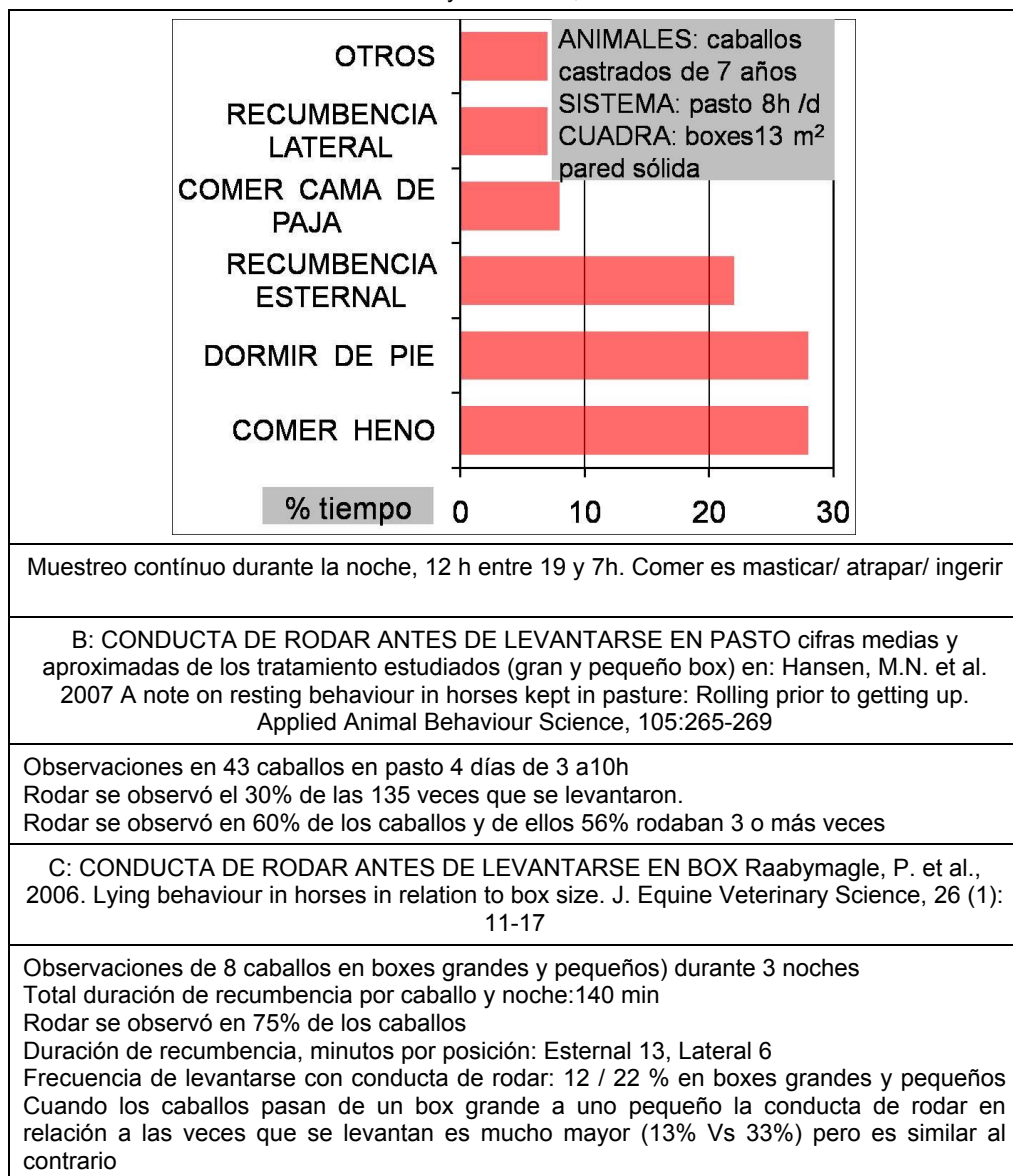 OTROS
RECUMBENCIA
LATERAL
COMER CAMA DE
PAJA
RECUMBENCIA
ESTERNAL
DORMIR DE PIE
COMER HENO
ANIMALES: caballos
castrados de 7 años
SISTEMA: pasto 8h /d
CUADRA: boxes13 m²
pared sólida
% tiempo 0 10 20 30
Muestreo contínuo durante la noche, 12 h entre 19 y 7h. Comer es masticar/ atrapar/ ingerir
B: CONDUCTA DE RODAR ANTES DE LEVANTARSE EN PASTO cifras medias y
aproximadas de los tratamiento estudiados (gran y pequeño box) en: Hansen, M.N. et al.
2007 A note on resting behaviour in horses kept in pasture: Rolling prior to getting up.
Applied Animal Behaviour Science, 105:265-269
Observaciones en 43 caballos en pasto 4 días de 3 a10h
Rodar se observó el 30% de las 135 veces que se levantaron.
Rodar se observó en 60% de los caballos y de ellos 56% rodaban 3 o más veces
C: CONDUCTA DE RODAR ANTES DE LEVANTARSE EN BOX Raabymagle, P. et al.,
2006. Lying behaviour in horses in relation to box size. J. Equine Veterinary Science, 26 (1):
11-17
Observaciones de 8 caballos en boxes grandes y pequeños) durante 3 noches
Total duración de recumbencia por caballo y noche:140 min
Rodar se observó en 75% de los caballos
Duración de recumbencia, minutos por posición: Esternal 13, Lateral 6
Frecuencia de levantarse con conducta de rodar: 12 / 22 % en boxes grandes y pequeños
Cuando los caballos pasan de un box grande a uno pequeño la conducta de rodar en
relación a las veces que se levantan es mucho mayor (13% Vs 33%) pero es similar al
contrario